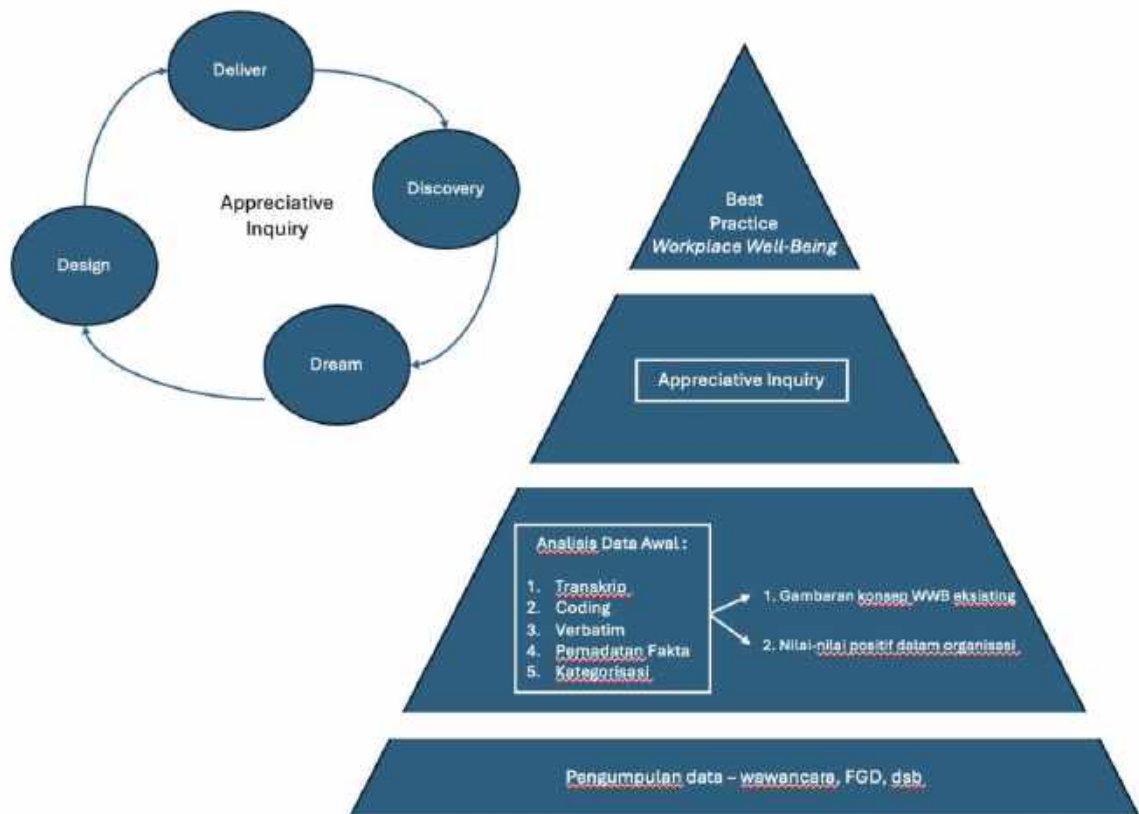 Deliver
Discovery
Appreciative
Inquiry
Design
Dream
Best
Practice
Workplace Well-Being
Appreciative Inquiry
Analisis Data Awal :
1. Transkrip
2. Coding
3. Verbatim
4. Pemadatan Fakta
5. Kategorisasi
1. Gambaran konsep WWB eksisting
2. Nilai-nilai positif dalam organisasi
Pengumpulan data – wawancara, FGD, dsb